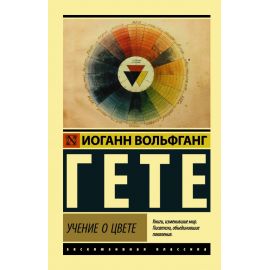 ИОГАНН ВОЛЬФГАНГ
ГЕТЕ
УЧЕНИЕ О ЦВЕТЕ
Книги, изменившие мир.
Писатели, объединившие
поколения.
ЭКСКЛЮЗИВНАЯ КЛАССИКА